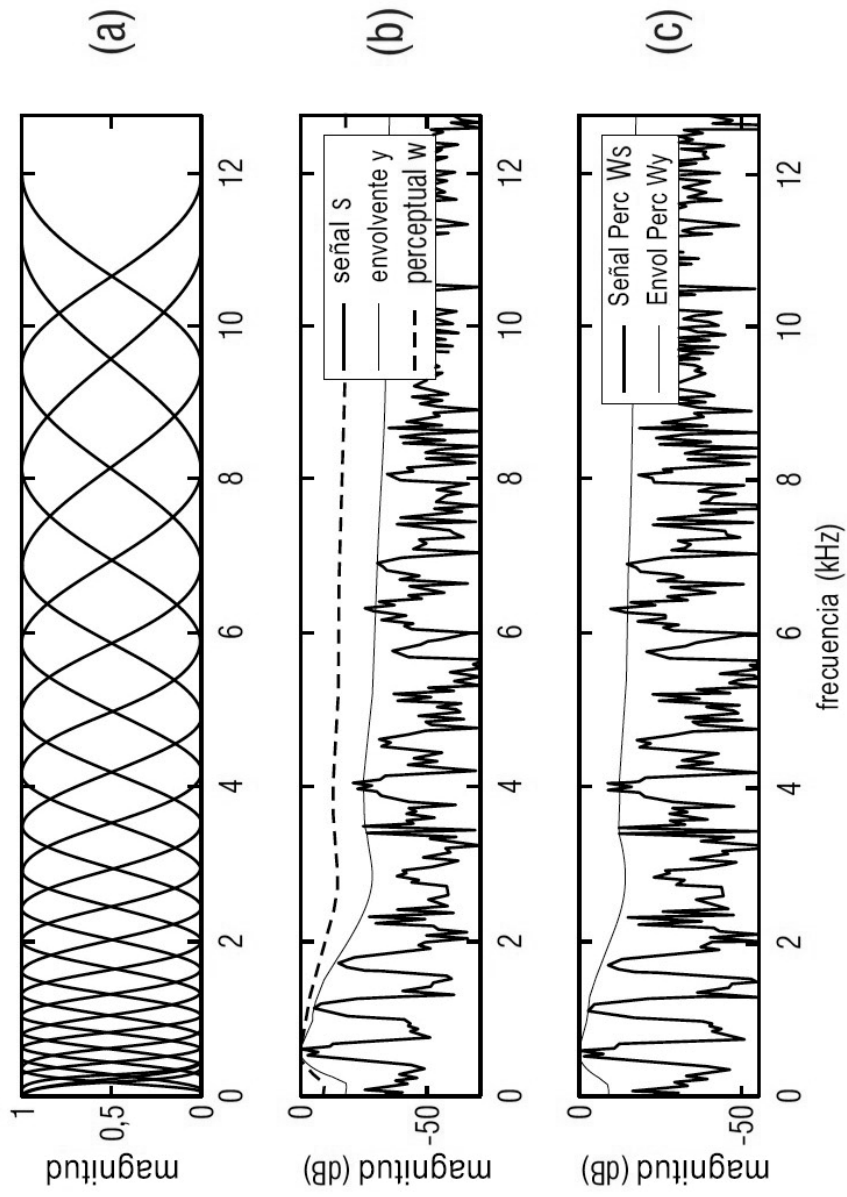 (a)
magnitud
1
0,5
0
0 2 4 6 8 10 12
(b)
magnitud (dB)
0
-50
señal s
envolvente y
perceptual w
0 2 4 6 8 10 12
(c)
magnitud (dB)
0
-50
Señal Perc Ws
Envol Perc Wy
0 2 4 6 8 10 12
frecuencia (kHz)